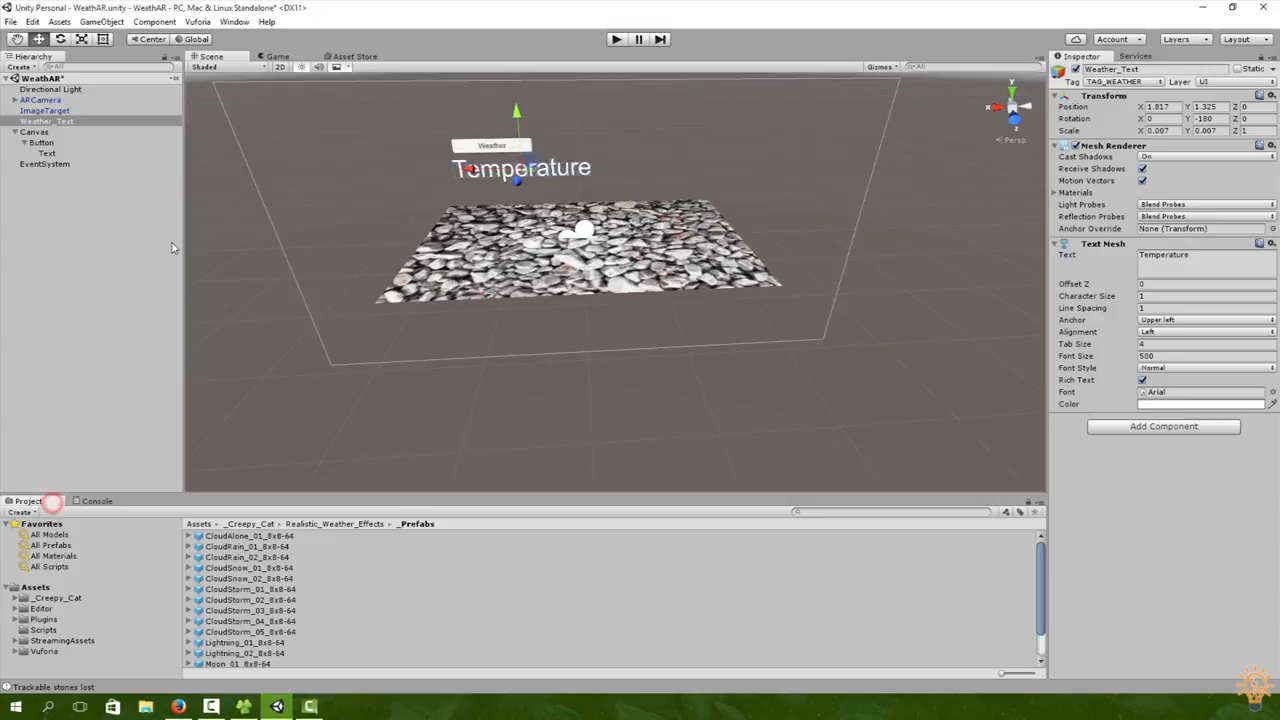 Unity Personal - WeathAR.unity - WeathAR - PC, Mac & Linux Standalone* <DX11>
File Edit Assets GameObject Component Vuforia Window Help
Center Global Account Layers Layout
Hierarchy Scene Game Asset Store Inspector Services
Create All Shaded 2D Gizmos All Weather_Text Static
WeathAR* Tag TAG_WEATHER Layer UI
Directional Light
ARCamera
ImageTarget
Weather_Text
Canvas
Button
Text
EventSystem
Weather
Temperature
y
x
z
Persp
Transform
Position X 1.817 Y 1.325 Z 0
Rotation X 0 Y -180 Z 0
Scale X 0.007 Y 0.007 Z 1
Mesh Renderer
Cast Shadows On
Receive Shadows
Motion Vectors
Materials
Light Probes Blend Probes
Reflection Probes Blend Probes
Anchor Override None (Transform)
Text Mesh
Text Temperature
Offset Z 0
Character Size 1
Line Spacing 1
Anchor Upper left
Alignment Left
Tab Size 4
Font Size 500
Font Style Normal
Rich Text
Font Arial
Color
Add Component
Project Console
Create
Favorites
All Models
All Prefabs
All Materials
All Scripts
Assets
_Creepy_Cat
Editor
Plugins
Scripts
StreamingAssets
Vuforia
Assets _Creepy_Cat Realistic_Weather_Effects _Prefabs
CloudAlone_01_8x8-64
CloudRain_01_8x8-64
CloudRain_02_8x8-64
CloudSnow_01_8x8-64
CloudSnow_02_8x8-64
CloudStorm_01_8x8-64
CloudStorm_02_8x8-64
CloudStorm_03_8x8-64
CloudStorm_04_8x8-64
CloudStorm_05_8x8-64
Lightning_01_8x8-64
Lightning_02_8x8-64
Moon_01_8x8-64
Trackable stones lost